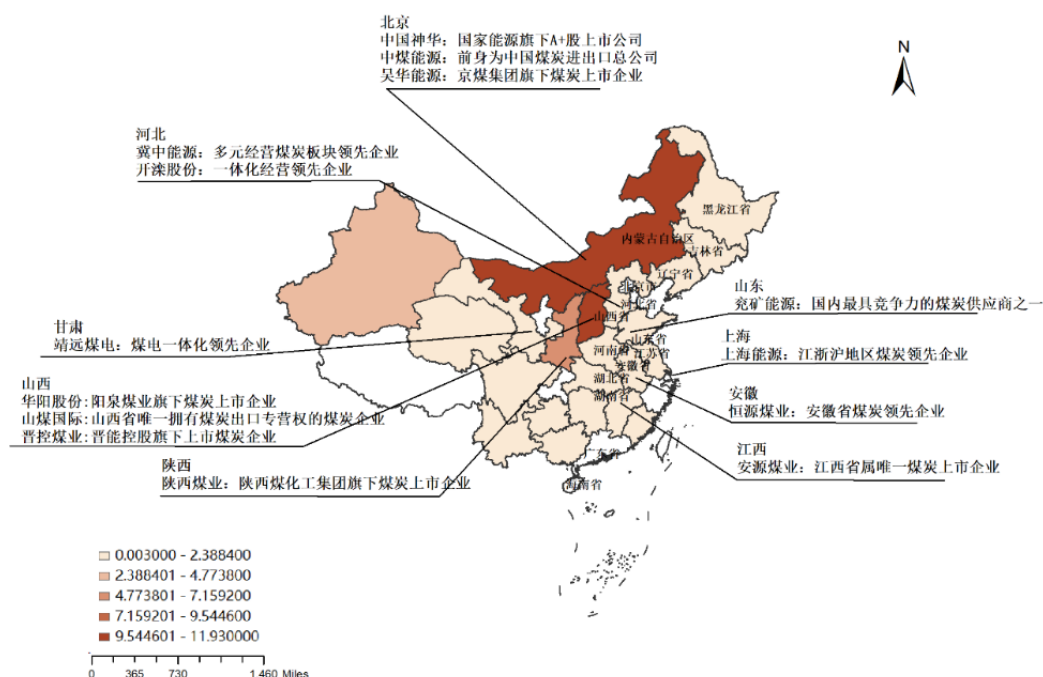 北京
中国神华：国家能源旗下A+股上市公司
中煤能源：前身为中国煤炭进出口总公司
吴华能源：京煤集团旗下煤炭上市企业
N
河北
冀中能源：多元经营煤炭板块领先企业
开滦股份：一体化经营领先企业
黑龙江省
内蒙古自治区
吉林省
辽宁省
北京市
河北省
山西省
山东省
河南省
江苏省
安徽省
湖北省
湖南省
广东省
海南省
山东
兖矿能源：国内最具竞争力的煤炭供应商之一
甘肃
靖远煤电：煤电一体化领先企业
上海
上海能源：江浙沪地区煤炭领先企业
山西
华阳股份：阳泉煤业旗下煤炭上市企业
山煤国际：山西省唯一拥有煤炭出口专营权的煤炭企业
晋控煤业：晋能控股旗下上市煤炭企业
安徽
恒源煤业：安徽省煤炭领先企业
江西
安源煤业：江西省属唯一煤炭上市企业
陕西
陕西煤业：陕西煤化工集团旗下煤炭上市企业
0.003000 - 2.388400
2.388401 - 4.773800
4.773801 - 7.159200
7.159201 - 9.544600
9.544601 - 11.930000
0 365 730 1,460 Miles